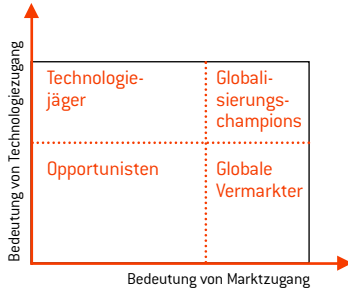 Bedeutung von Technologiezugang
Technologie-
jäger
Globali-
sierungs-
champions
Opportunisten
Globale
Vermarkter
Bedeutung von Marktzugang